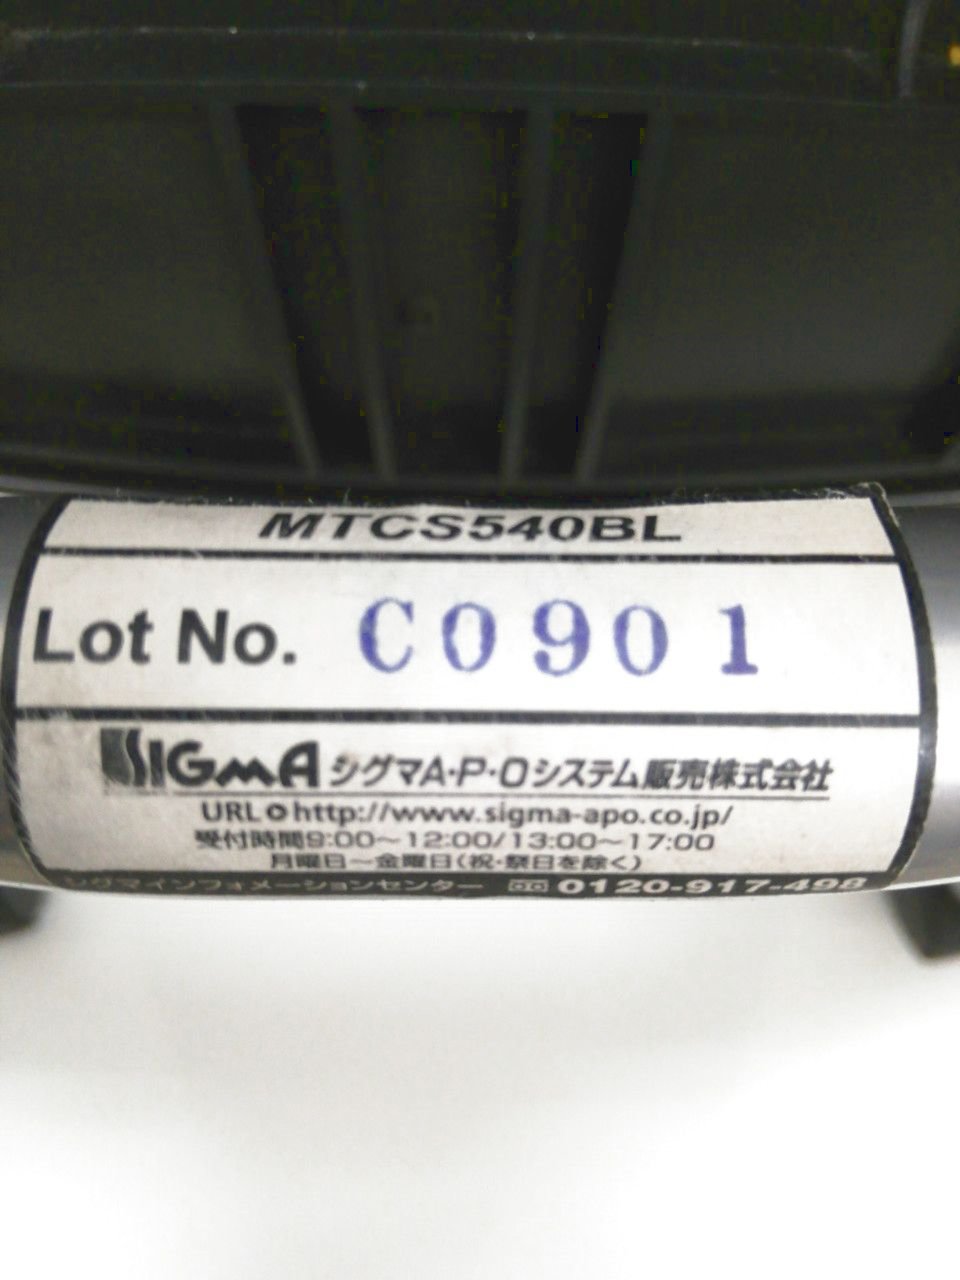 MTCS540BL
Lot No. C0901
SIGMA シグマA・P・Oシステム販売株式会社
URL http://www.sigma-apo.co.jp/
受付時間9:00〜12:00/13:00〜17:00
月曜日〜金曜日(祝・祭日を除く)
シグマインフォメーションセンター 0120-917-498